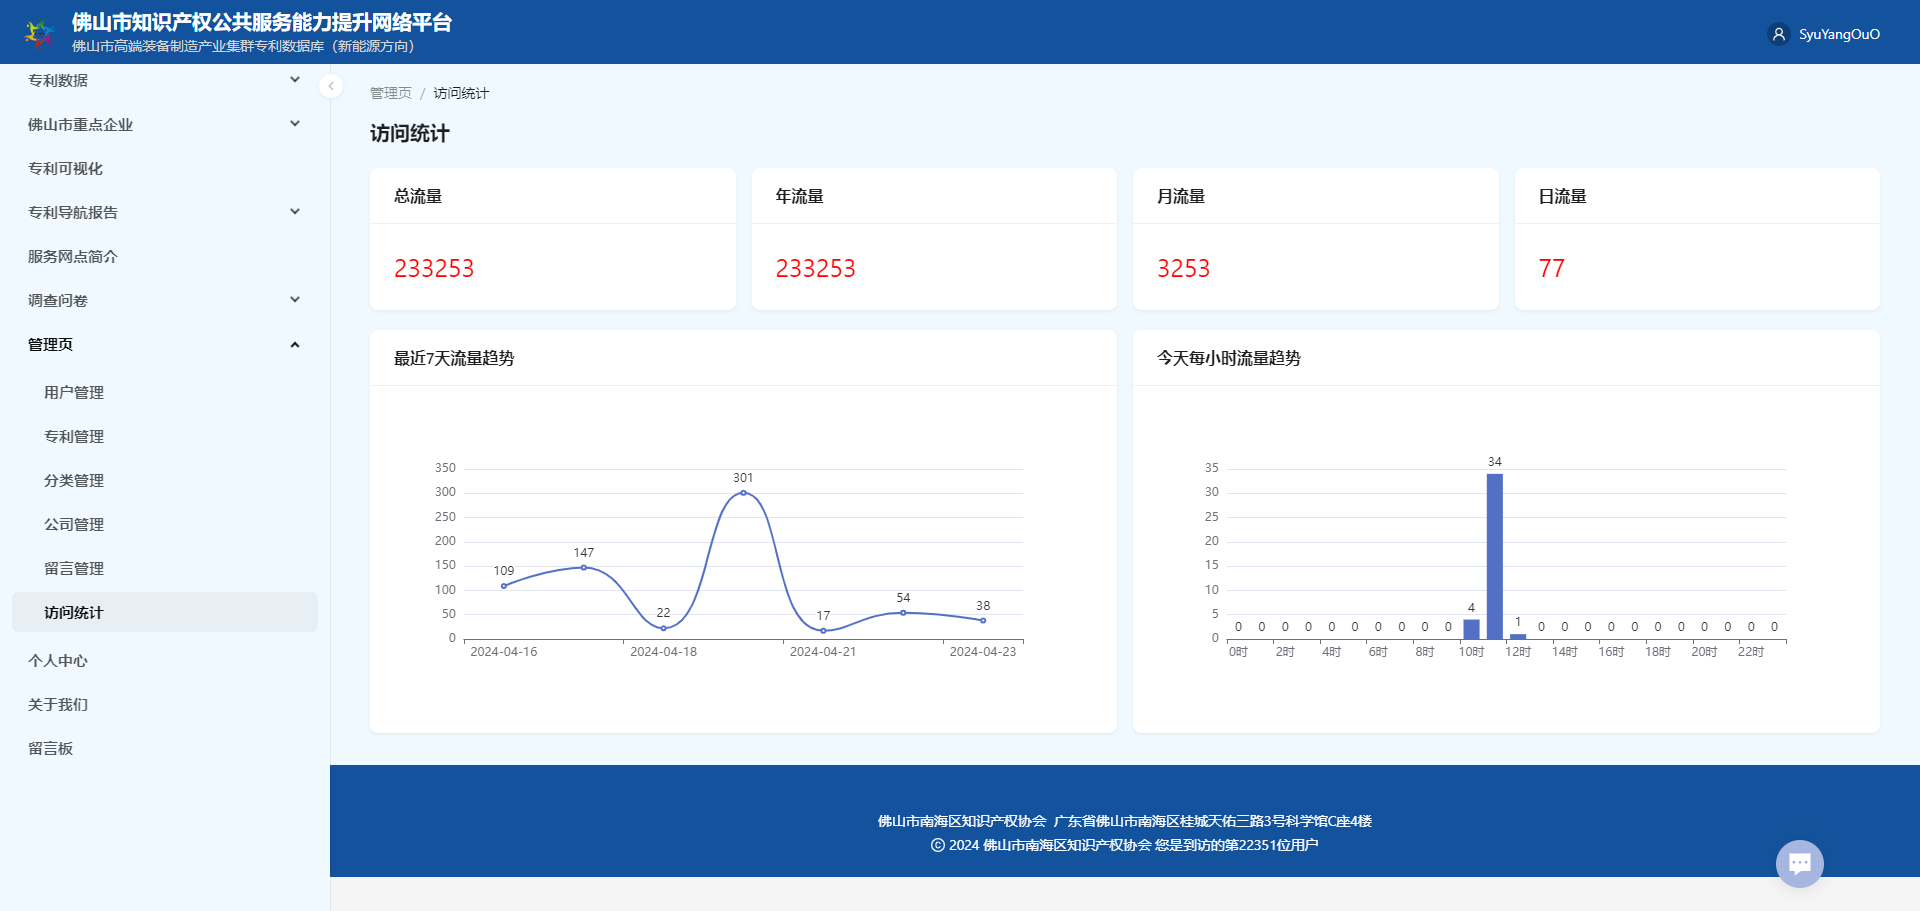 佛山市知识产权公共服务能力提升网络平台
佛山市高端装备制造产业集群专利数据库（新能源方向）
SyuYangOuO
专利数据
佛山市重点企业
专利可视化
专利导航报告
服务网点简介
调查问卷
管理页
用户管理
专利管理
分类管理
公司管理
留言管理
访问统计
个人中心
关于我们
留言板
管理页 / 访问统计
访问统计
总流量
233253
年流量
233253
月流量
3253
日流量
77
最近7天流量趋势
350
300
250
200
150
100
50
0
109
147
22
301
17
54
38
2024-04-16 2024-04-18 2024-04-21 2024-04-23
今天每小时流量趋势
35
30
25
20
15
10
5
0
0 0 0 0 0 0 0 0 0 0 4 34 1 0 0 0 0 0 0 0 0 0 0 0
0时 2时 4时 6时 8时 10时 12时 14时 16时 18时 20时 22时
佛山市南海区知识产权协会 广东省佛山市南海区桂城天佑三路3号科学馆C座4楼
© 2024 佛山市南海区知识产权协会 您是到访的第22351位用户